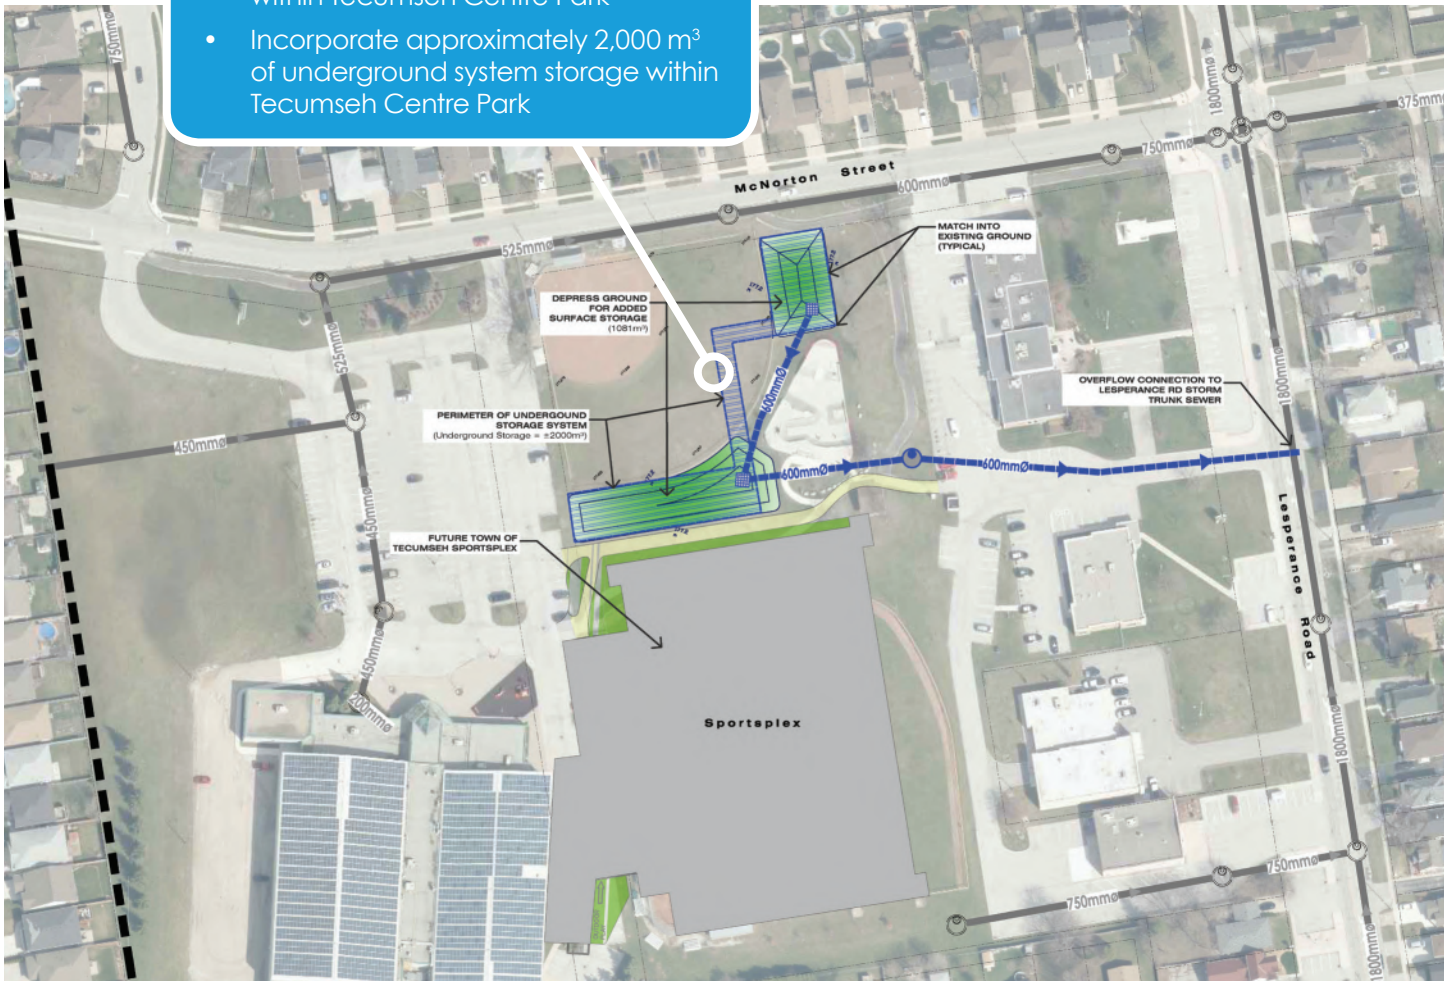 within Tecumseh Centre Park
• Incorporate approximately 2,000 m³
of underground system storage within
Tecumseh Centre Park
750mm
1800mmø
375mm
750mmø
McNorton Street
600mmø
525mmø
MATCH INTO
EXISTING GROUND
(TYPICAL)
DEPRESS GROUND
FOR ADDED
SURFACE STORAGE
(1081m³)
525mmø
600mmØ
1800mmø
OVERFLOW CONNECTION TO
LESPERANCE RD STORM
TRUNK SEWER
PERIMETER OF UNDERGOUND
STORAGE SYSTEM
(Underground Storage = ±2000m³)
450mmø
600mmØ
600mmØ
450mmø
FUTURE TOWN OF
TECUMSEH SPORTSPLEX
Lesperance Road
450mmø
200mmø
Sportsplex
1800mmø
750mmø
750mmø
1800mmø